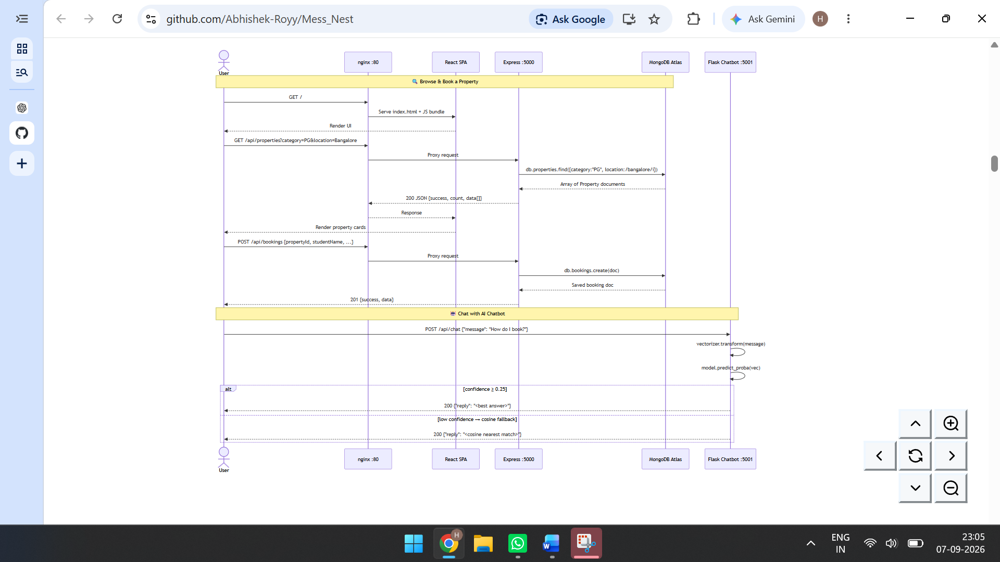 github.com/Abhishek-Royy/Mess_Nest
Ask Google
Ask Gemini
H
User
nginx :80
React SPA
Express :5000
MongoDB Atlas
Flask Chatbot :5001
Browse & Book a Property
GET /
Serve index.html + JS bundle
Render UI
GET /api/properties?category=PG&location=Bangalore
Proxy request
db.properties.find({category:"PG", location:/bangalore/i})
Array of Property documents
200 JSON {success, count, data[]}
Response
Render property cards
POST /api/bookings {propertyId, studentName, ...}
Proxy request
db.bookings.create(doc)
Saved booking doc
201 {success, data}
Chat with AI Chatbot
POST /api/chat {"message": "How do I book?"}
vectorizer.transform(message)
model.predict_proba(vec)
alt
[confidence ≥ 0.25]
200 {"reply": "<best answer>"}
[low confidence → cosine fallback]
200 {"reply": "<cosine nearest match>"}
User
nginx :80
React SPA
Express :5000
MongoDB Atlas
Flask Chatbot :5001
H
W
ENG
IN
23:05
07-09-2026